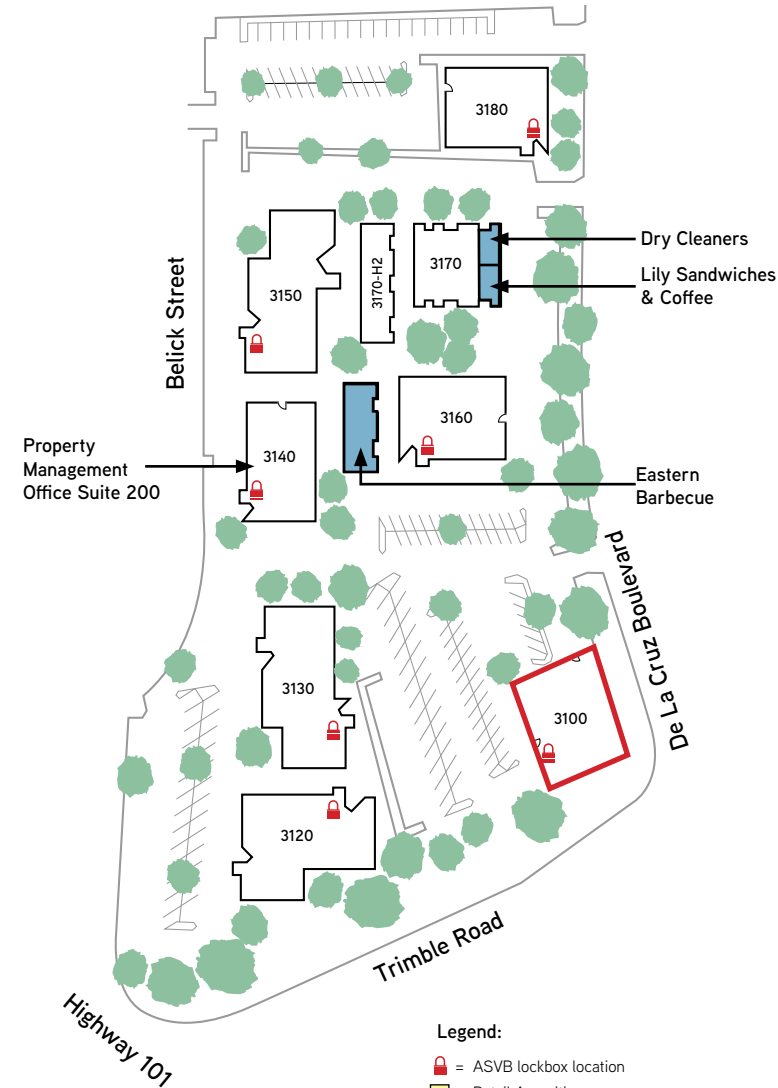 3180
Dry Cleaners
3170
3170-H2
Lily Sandwiches
& Coffee
3150
Belick Street
3160
Property
Management
Office Suite 200
3140
Eastern
Barbecue
De La Cruz Boulevard
3130
3100
3120
Trimble Road
Highway 101
Legend:
= ASVB lockbox location